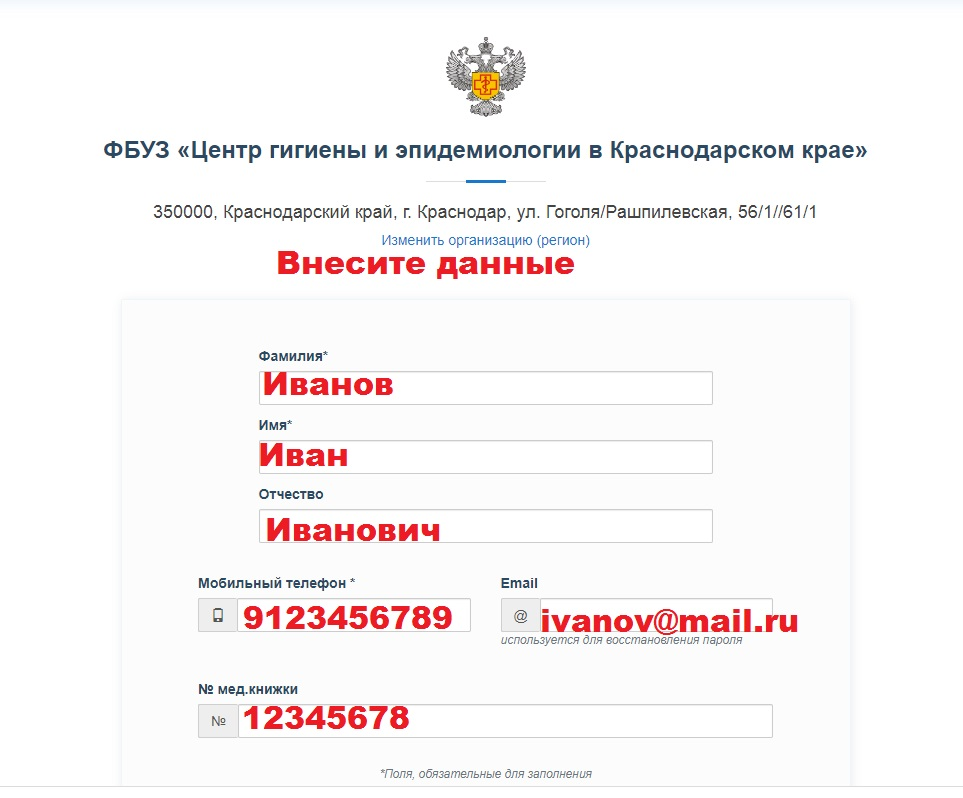 ФБУЗ «Центр гигиены и эпидемиологии в Краснодарском крае»
350000, Краснодарский край, г. Краснодар, ул. Гоголя/Рашпилевская, 56/1//61/1
Изменить организацию (регион)
Внесите данные
Фамилия*
Иванов
Имя*
Иван
Отчество
Иванович
Мобильный телефон * Email
9123456789 @ ivanov@mail.ru
используется для восстановления пароля
№ мед.книжки
№ 12345678
*Поля, обязательные для заполнения